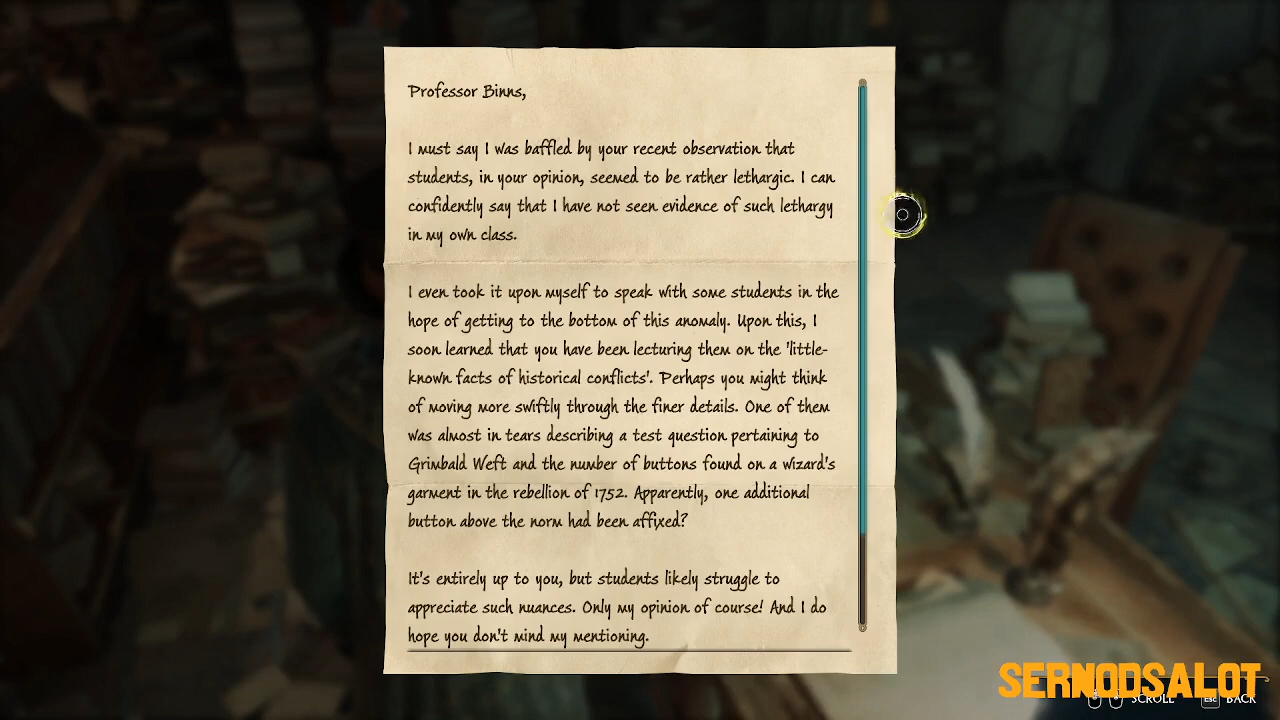 Professor Binns,
I must say I was baffled by your recent observation that
students, in your opinion, seemed to be rather lethargic. I can
confidently say that I have not seen evidence of such lethargy
in my own class.
I even took it upon myself to speak with some students in the
hope of getting to the bottom of this anomaly. Upon this, I
soon learned that you have been lecturing them on the 'little-
known facts of historical conflicts'. Perhaps you might think
of moving more swiftly through the finer details. One of them
was almost in tears describing a test question pertaining to
Grimbald Weft and the number of buttons found on a wizard's
garment in the rebellion of 1752. Apparently, one additional
button above the norm had been affixed?
It's entirely up to you, but students likely struggle to
appreciate such nuances. Only my opinion of course! And I do
hope you don't mind my mentioning.
SERNODSALOT
SCROLL Esc BACK